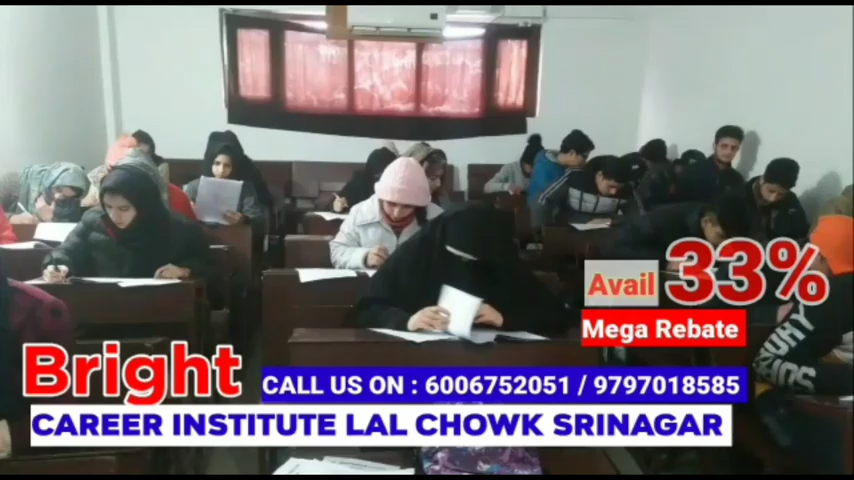 Avail 33%
Mega Rebate
Bright
CALL US ON : 6006752051 / 9797018585
CAREER INSTITUTE LAL CHOWK SRINAGAR